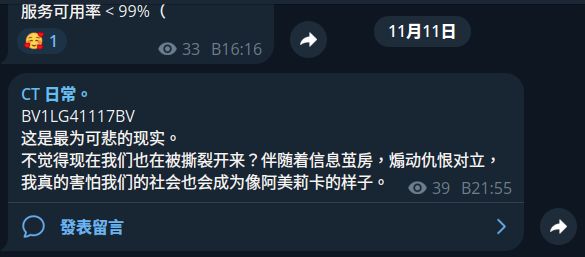 服务可用率 < 99%（
🥰 1
33 B16:16
11月11日
CT 日常。
BV1LG41117BV
这是最为可悲的现实。
不觉得现在我们也在被撕裂开来？伴随着信息茧房，煽动仇恨对立，
我真的害怕我们的社会也会成为像阿美莉卡的样子。
39 B21:55
發表留言